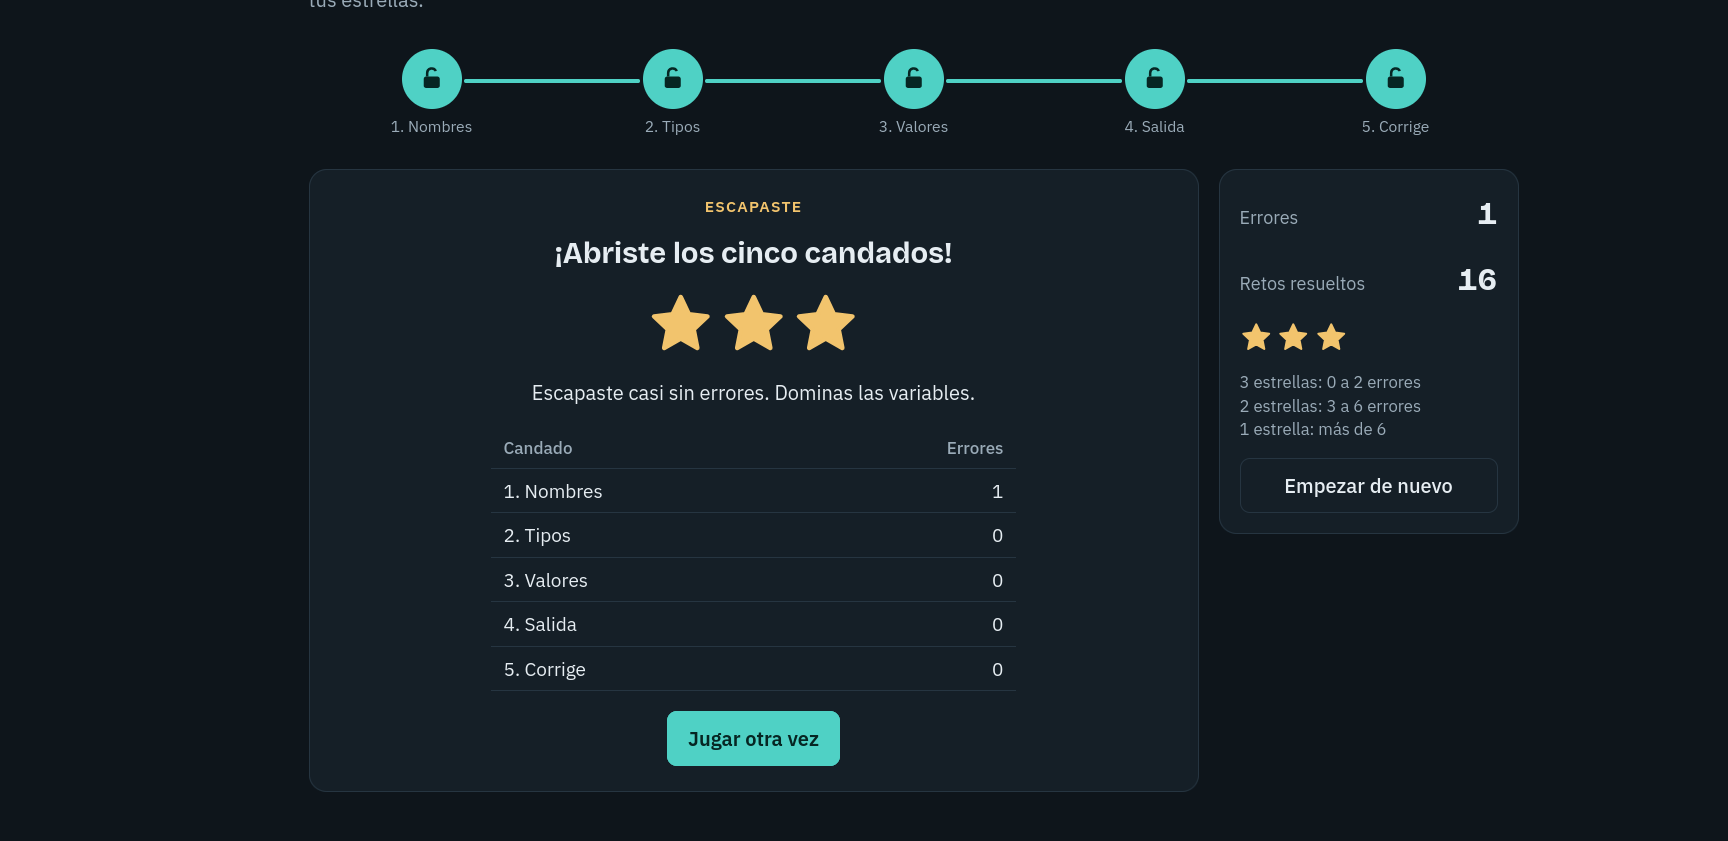 tus estrellas.
1. Nombres
2. Tipos
3. Valores
4. Salida
5. Corrige
ESCAPASTE
¡Abriste los cinco candados!
Escapaste casi sin errores. Dominas las variables.
Candado Errores
1. Nombres 1
2. Tipos 0
3. Valores 0
4. Salida 0
5. Corrige 0
Jugar otra vez
Errores 1
Retos resueltos 16
3 estrellas: 0 a 2 errores
2 estrellas: 3 a 6 errores
1 estrella: más de 6
Empezar de nuevo